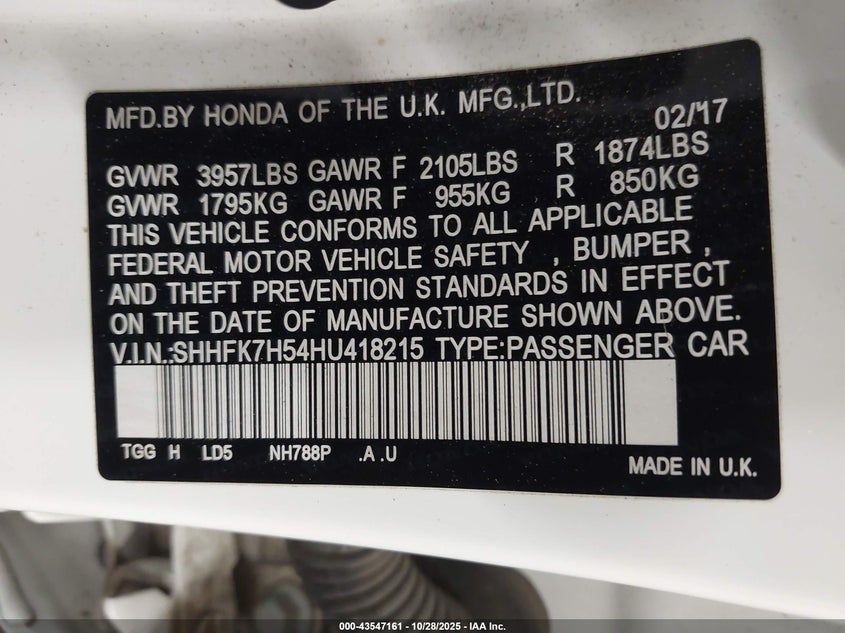 MFD.BY HONDA OF THE U.K. MFG.,LTD. 02/'17
GVWR 3957LBS GAWR F 2105LBS R 1874LBS
GVWR 1795KG GAWR F 955KG R 850KG
THIS VEHICLE CONFORMS TO ALL APPLICABLE
FEDERAL MOTOR VEHICLE SAFETY , BUMPER ,
AND THEFT PREVENTION STANDARDS IN EFFECT
ON THE DATE OF MANUFACTURE SHOWN ABOVE.
V.I.N.:SHHFK7H54HU418215 TYPE:PASSENGER CAR
TGG H LD5 NH788P .A .U
MADE IN U.K.
000-43547161 - 10/28/2025 - IAA Inc.